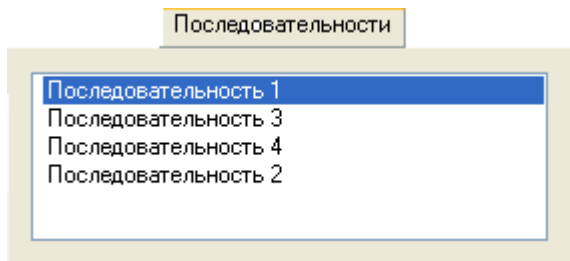 Последовательности
Последовательность 1
Последовательность 3
Последовательность 4
Последовательность 2